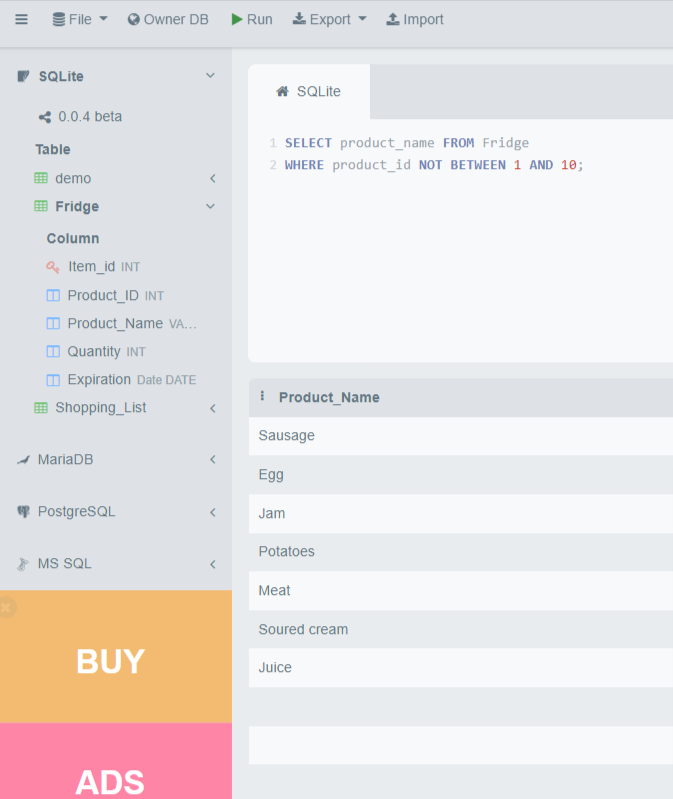 File Owner DB Run Export Import
SQLite
0.0.4 beta
Table
demo
Fridge
Column
Item_id INT
Product_ID INT
Product_Name VA...
Quantity INT
Expiration Date DATE
Shopping_List
MariaDB
PostgreSQL
MS SQL
BUY
ADS
SQLite
1 SELECT product_name FROM Fridge
2 WHERE product_id NOT BETWEEN 1 AND 10;
Product_Name
Sausage
Egg
Jam
Potatoes
Meat
Soured cream
Juice